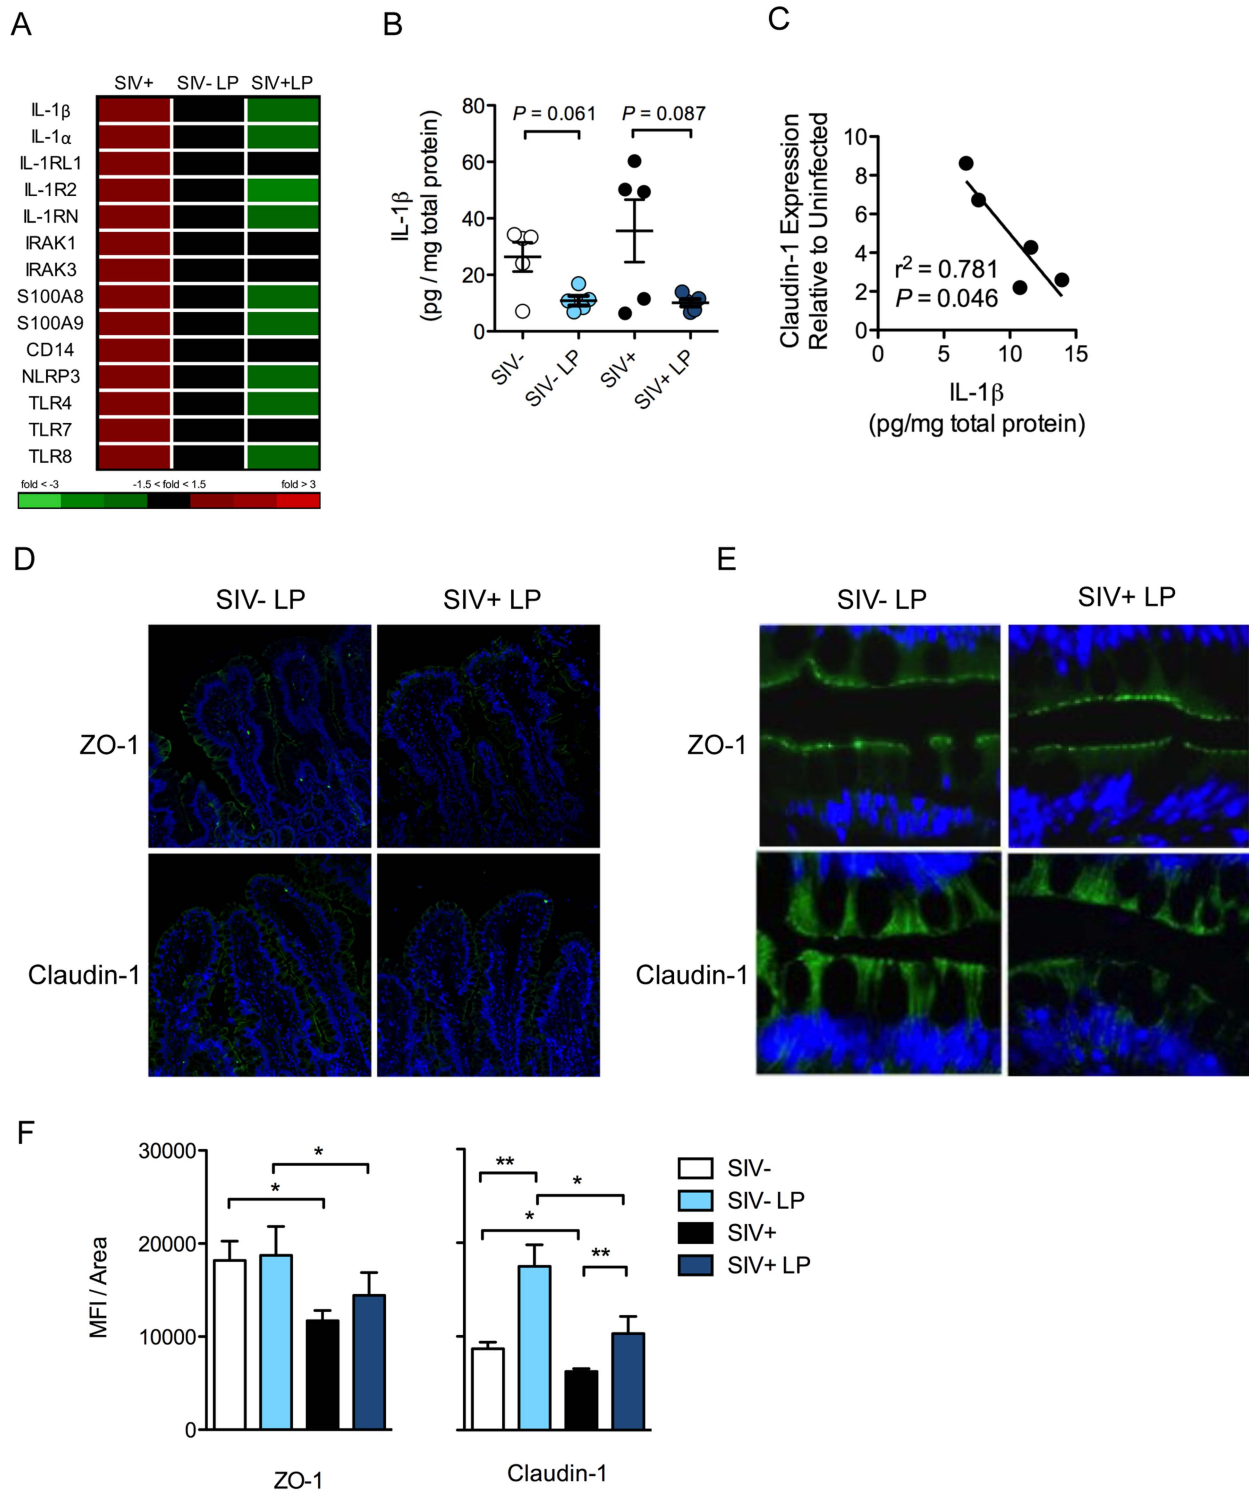 A
SIV+ SIV- LP SIV+LP
IL-1β
IL-1α
IL-1RL1
IL-1R2
IL-1RN
IRAK1
IRAK3
S100A8
S100A9
CD14
NLRP3
TLR4
TLR7
TLR8
fold < -3 -1.5 < fold < 1.5 fold > 3
B
P = 0.061 P = 0.087
IL-1β
(pg / mg total protein)
80
60
40
20
0
SIV- SIV- LP SIV+ SIV+ LP
C
Claudin-1 Expression
Relative to Uninfected
10
8
6
4
2
0
r2 = 0.781
P = 0.046
0 5 10 15
IL-1β
(pg/mg total protein)
D
SIV- LP SIV+ LP
ZO-1
Claudin-1
E
SIV- LP SIV+ LP
ZO-1
Claudin-1
F
MFI / Area
30000
20000
10000
0
* *
ZO-1
** * * **
Claudin-1
SIV-
SIV- LP
SIV+
SIV+ LP